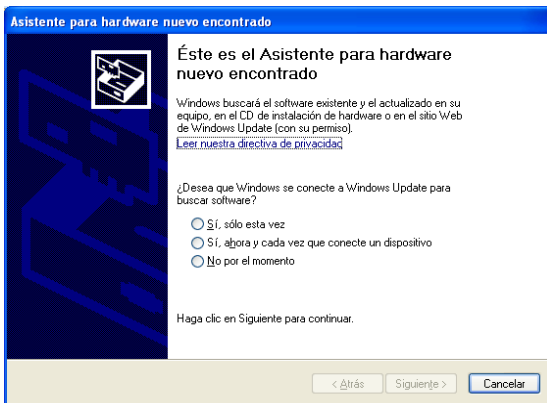 Asistente para hardware nuevo encontrado
Éste es el Asistente para hardware
nuevo encontrado
Windows buscará el software existente y el actualizado en su
equipo, en el CD de instalación de hardware o en el sitio Web
de Windows Update (con su permiso).
Leer nuestra directiva de privacidac
¿Desea que Windows se conecte a Windows Update para
buscar software?
Sí, sólo esta vez
Sí, ahora y cada vez que conecte un dispositivo
No por el momento
Haga clic en Siguiente para continuar.
< Atrás Siguiente > Cancelar